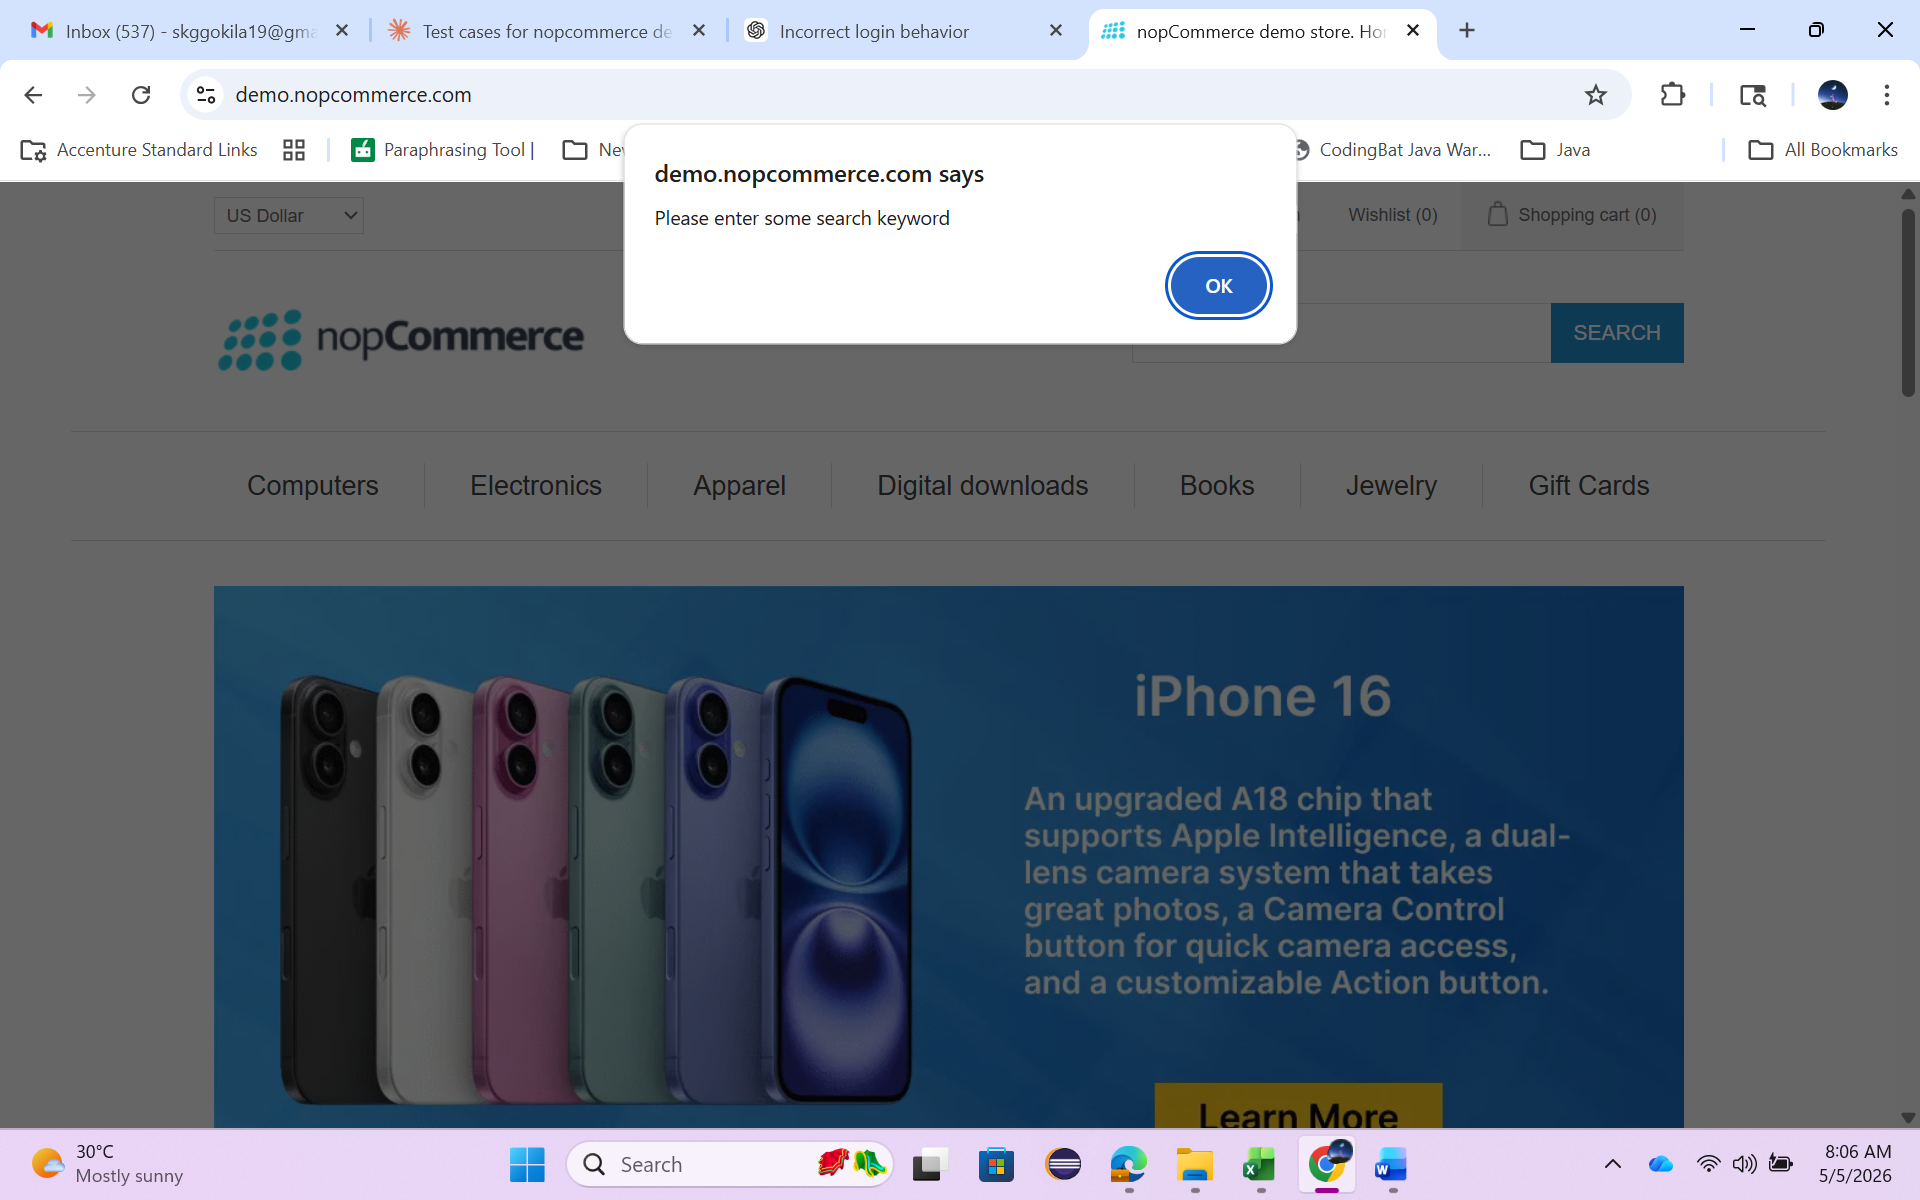 Inbox (537) - skggokila19@gma
Test cases for nopcommerce de
Incorrect login behavior
nopCommerce demo store. Hor
demo.nopcommerce.com
Accenture Standard Links
Paraphrasing Tool |
New
CodingBat Java War...
Java
All Bookmarks
demo.nopcommerce.com says
Please enter some search keyword
OK
US Dollar
Wishlist (0)
Shopping cart (0)
nopCommerce
SEARCH
Computers
Electronics
Apparel
Digital downloads
Books
Jewelry
Gift Cards
iPhone 16
An upgraded A18 chip that
supports Apple Intelligence, a dual-
lens camera system that takes
great photos, a Camera Control
button for quick camera access,
and a customizable Action button.
Learn More
30°C
Mostly sunny
Search
8:06 AM
5/5/2026